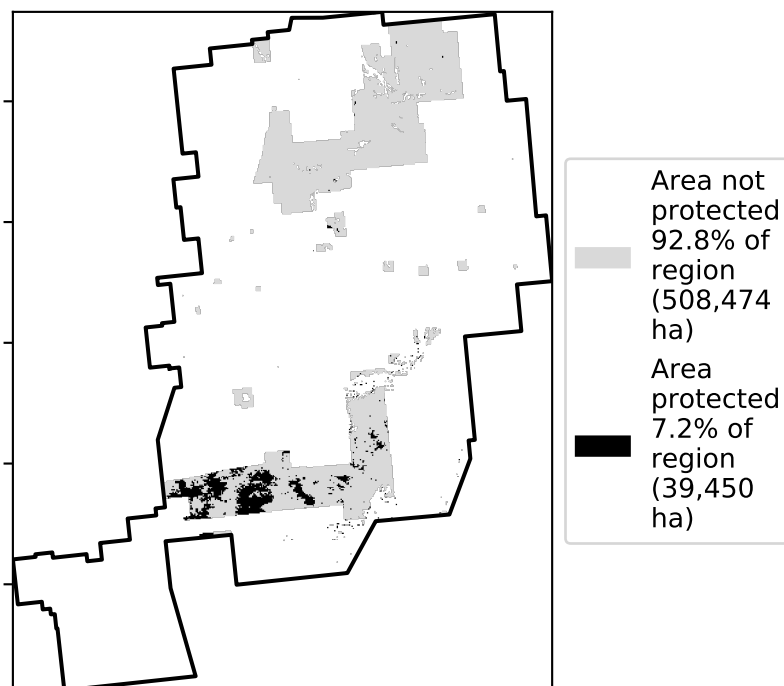 Area not
protected
92.8% of
region
(508,474
ha)
Area
protected
7.2% of
region
(39,450
ha)